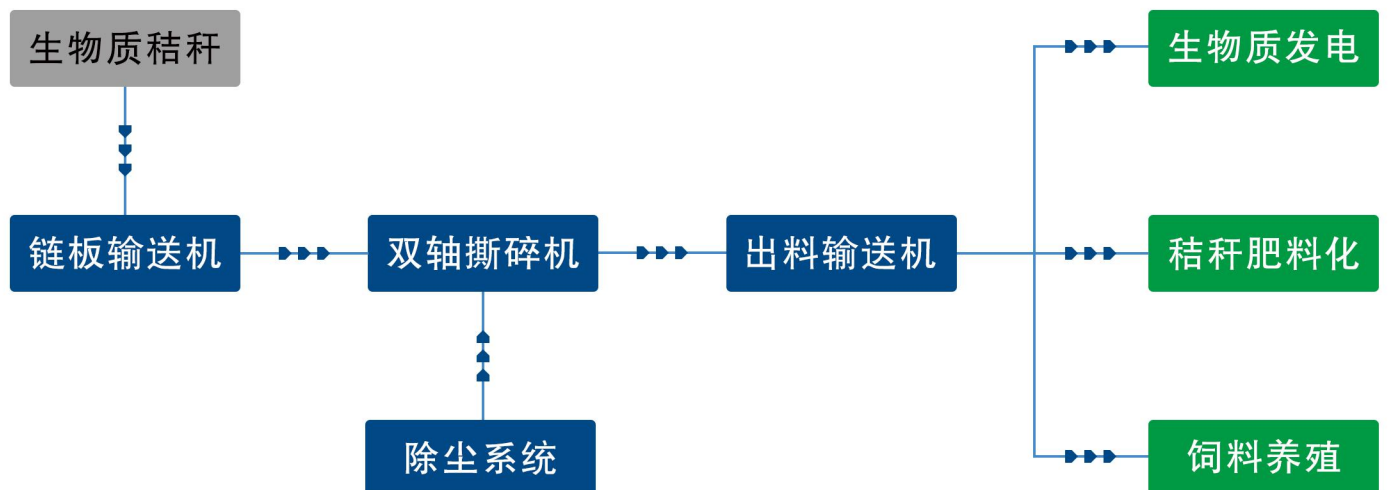 生物质秸秆
生物质发电
链板输送机
双轴撕碎机
出料输送机
秸秆肥料化
除尘系统
饲料养殖